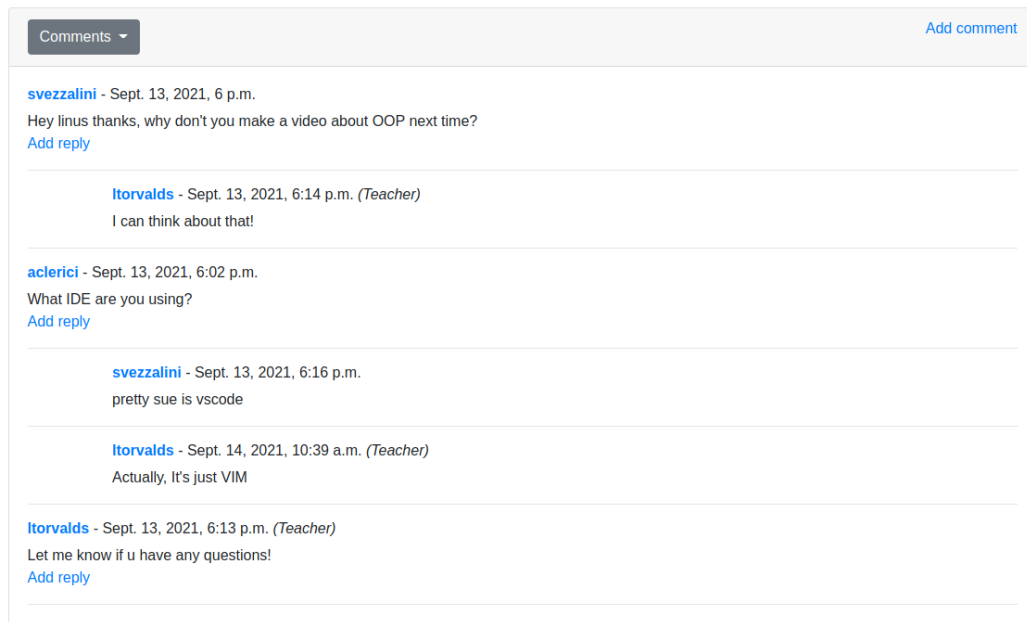 Comments
Add comment
svezzalini - Sept. 13, 2021, 6 p.m.
Hey linus thanks, why don't you make a video about OOP next time?
Add reply
ltorvalds - Sept. 13, 2021, 6:14 p.m. (Teacher)
I can think about that!
aclerici - Sept. 13, 2021, 6:02 p.m.
What IDE are you using?
Add reply
svezzalini - Sept. 13, 2021, 6:16 p.m.
pretty sue is vscode
ltorvalds - Sept. 14, 2021, 10:39 a.m. (Teacher)
Actually, It's just VIM
ltorvalds - Sept. 13, 2021, 6:13 p.m. (Teacher)
Let me know if u have any questions!
Add reply